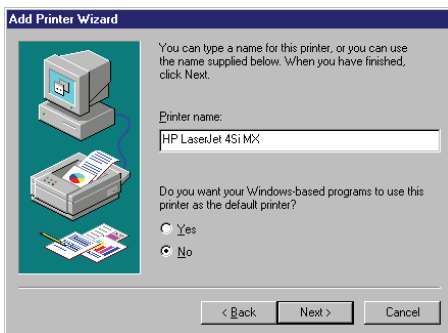 Add Printer Wizard
You can type a name for this printer, or you can use
the name supplied below. When you have finished,
click Next.
Printer name:
HP LaserJet 4Si MX
Do you want your Windows-based programs to use this
printer as the default printer?
Yes
No
< Back
Next >
Cancel